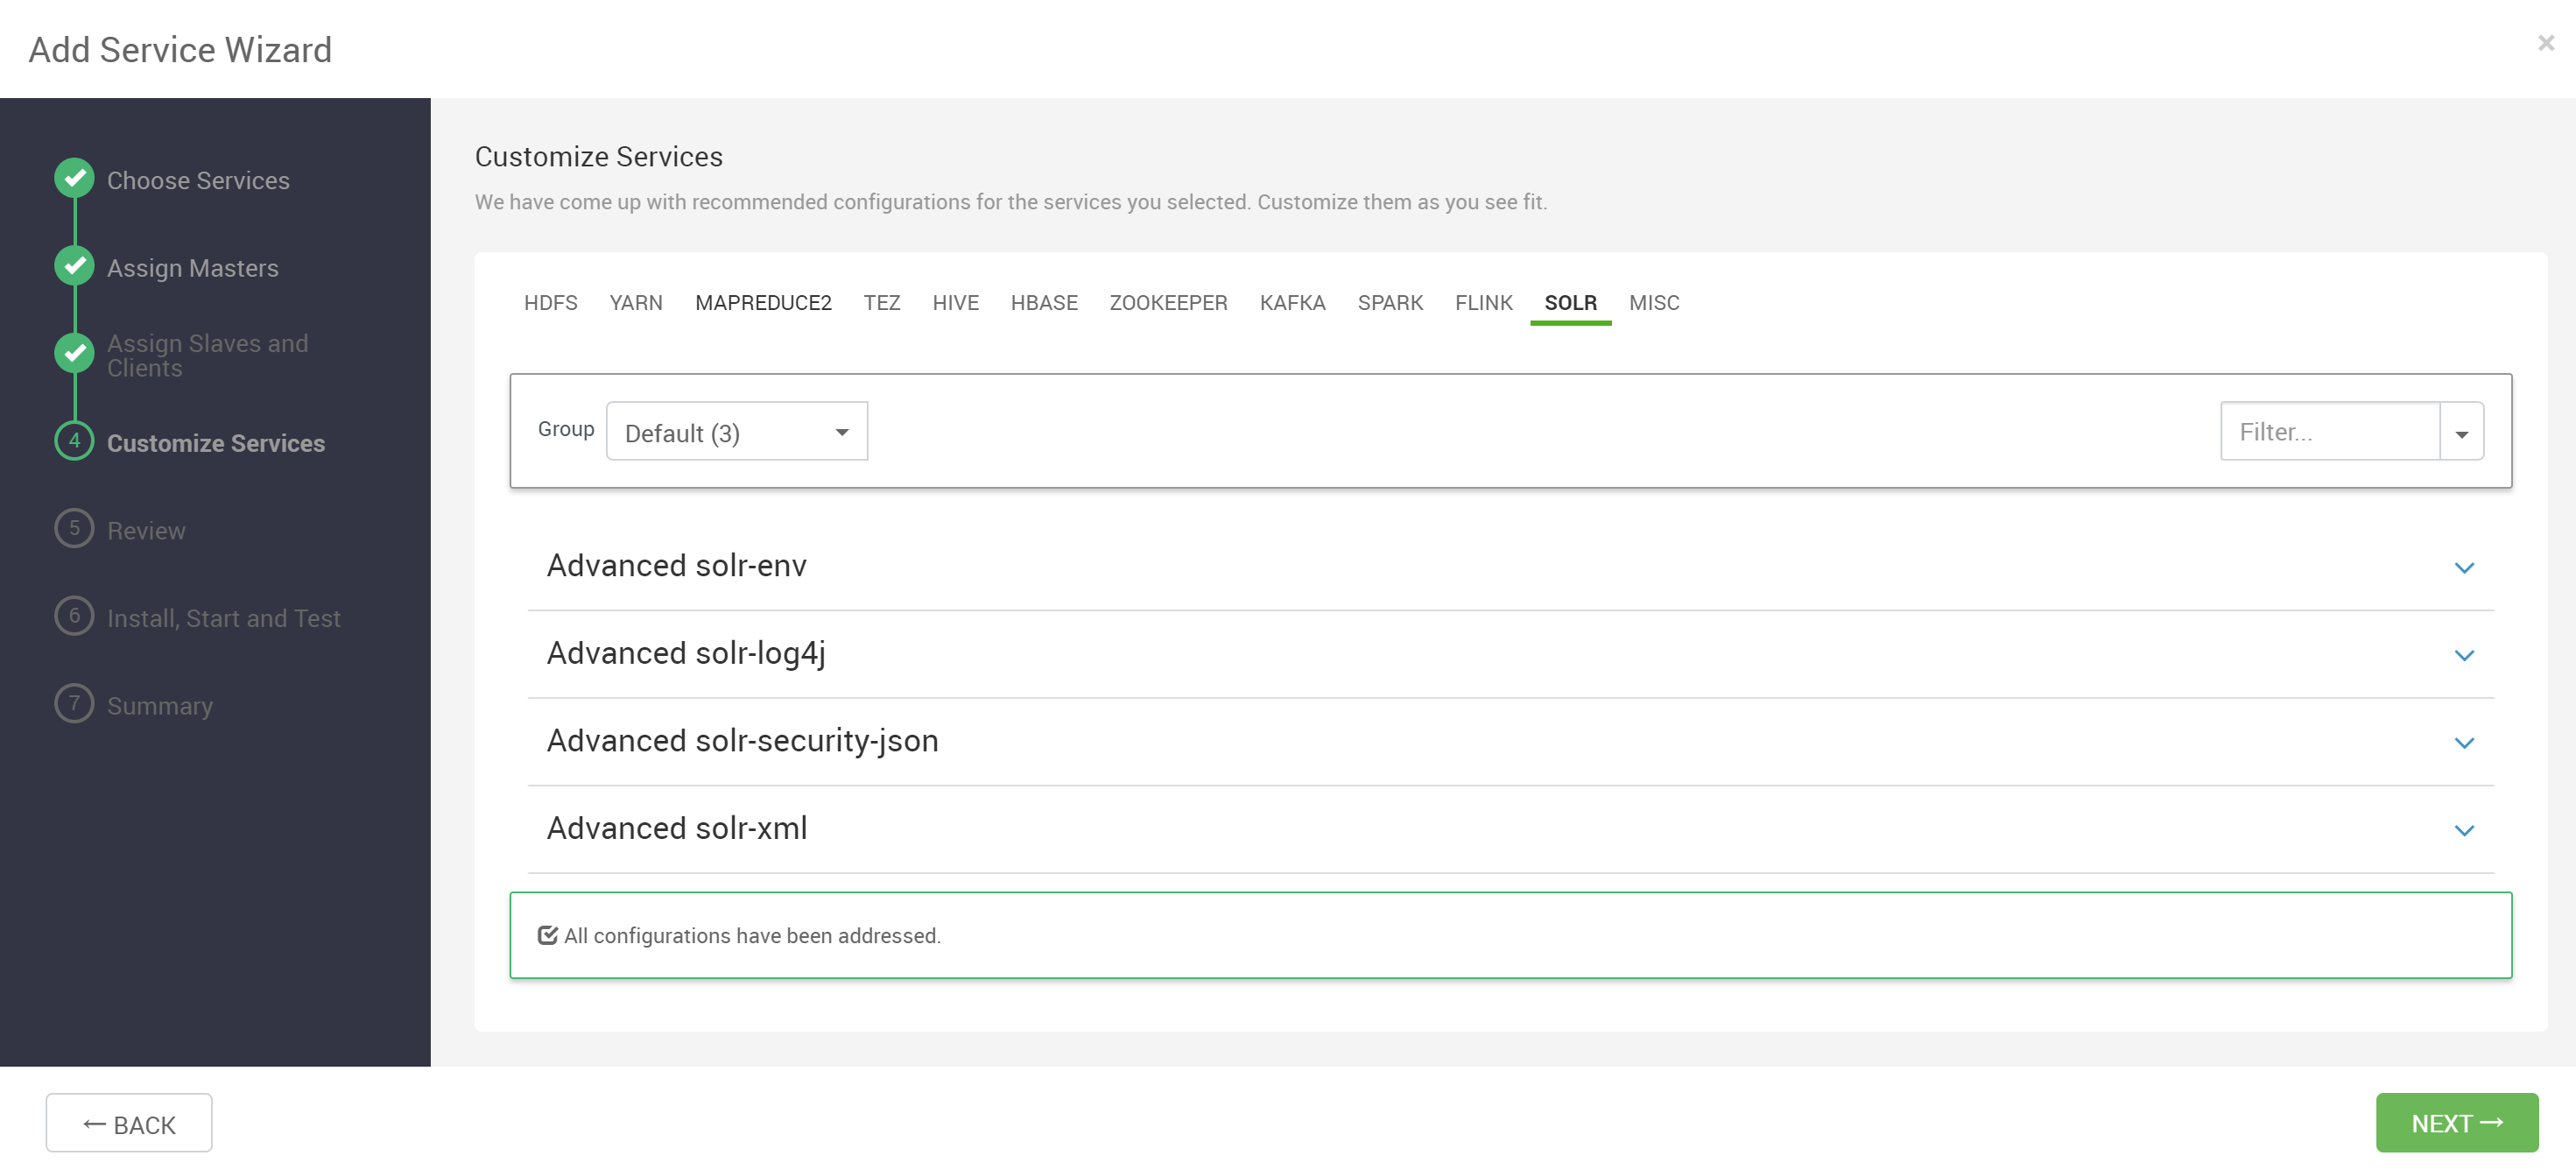 Add Service Wizard
×
Choose Services
Assign Masters
Assign Slaves and
Clients
4 Customize Services
5 Review
6 Install, Start and Test
7 Summary
Customize Services
We have come up with recommended configurations for the services you selected. Customize them as you see fit.
HDFS YARN MAPREDUCE2 TEZ HIVE HBASE ZOOKEEPER KAFKA SPARK FLINK SOLR MISC
Group Default (3) Filter...
Advanced solr-env
Advanced solr-log4j
Advanced solr-security-json
Advanced solr-xml
All configurations have been addressed.
← BACK NEXT →